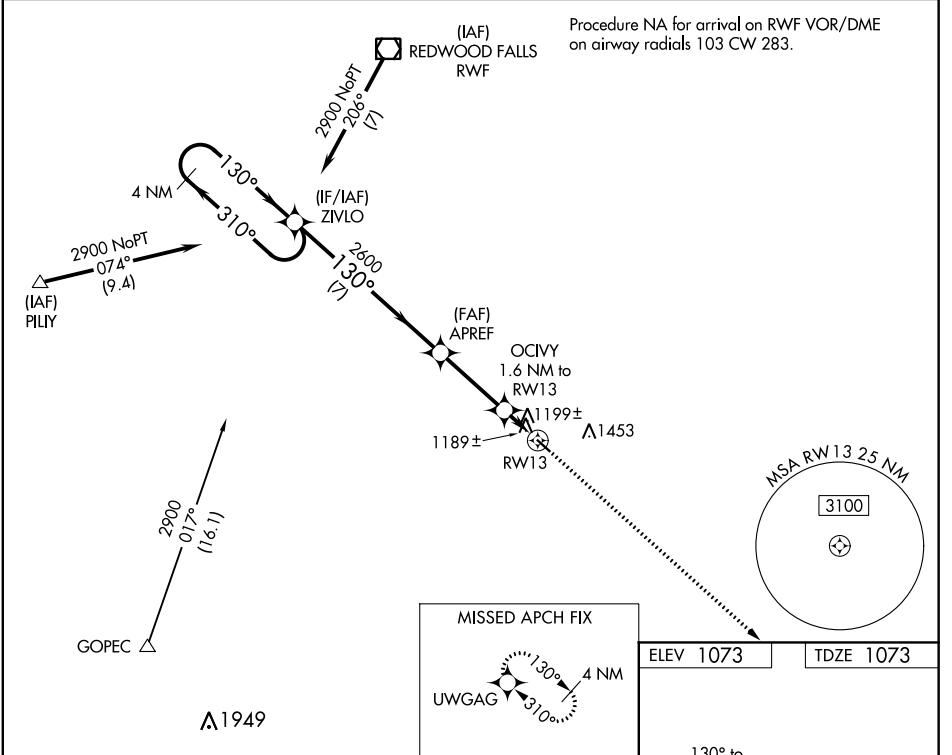 Procedure NA for arrival on RWF VOR/DME
on airway radials 103 CW 283.
(IAF)
REDWOOD FALLS
RWF
2900 NoPT
206°
(7)
130°
4 NM
310°
(IF/IAF)
ZIVLO
2900 NoPT
074°
(9.4)
(IAF)
PILIY
2600
130°
(7)
(FAF)
APREF
OCIVY
1.6 NM to
RW13
1199±
1453
1189±
RW13
MSA RW13 25 NM
3100
2900
017°
(16.1)
GOPEC
1949
MISSED APCH FIX
130°
4 NM
UWGAG
310°
ELEV 1073
TDZE 1073
130° to